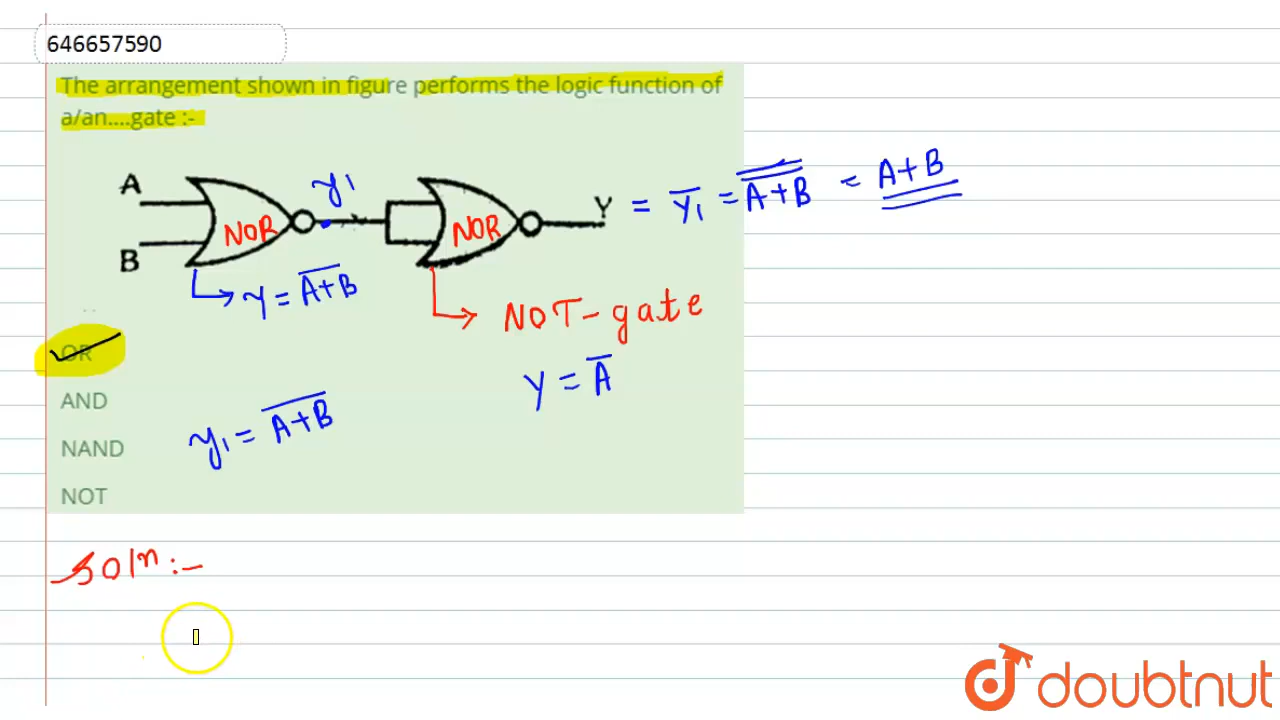 646657590
The arrangement shown in figure performs the logic function of
a/an....gate :-
A
B
NOR
y1
NOR
Y = Y̅₁ = A̿+̿B̿ = A+B
Y = A̅+̅B̅
NOT-gate
y = A̅
OR
AND
NAND
NOT
y₁ = A̅+̅B̅
Soln :-
doubtnut